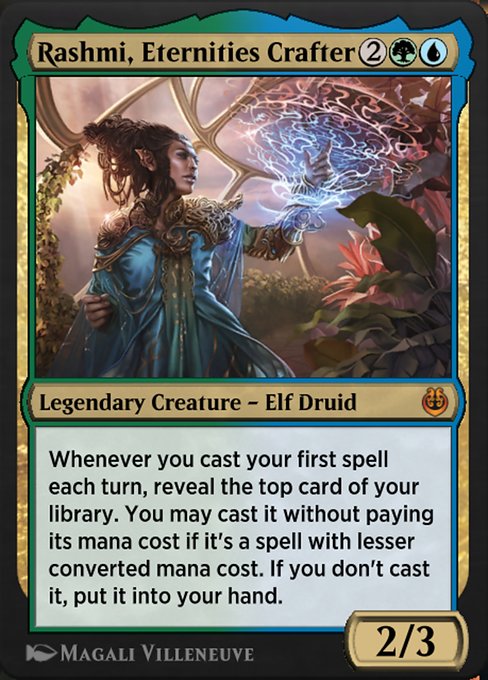 Rashmi, Eternities Crafter 2
Legendary Creature – Elf Druid
Whenever you cast your first spell
each turn, reveal the top card of your
library. You may cast it without paying
its mana cost if it's a spell with lesser
converted mana cost. If you don't cast
it, put it into your hand.
2/3
Magali Villeneuve